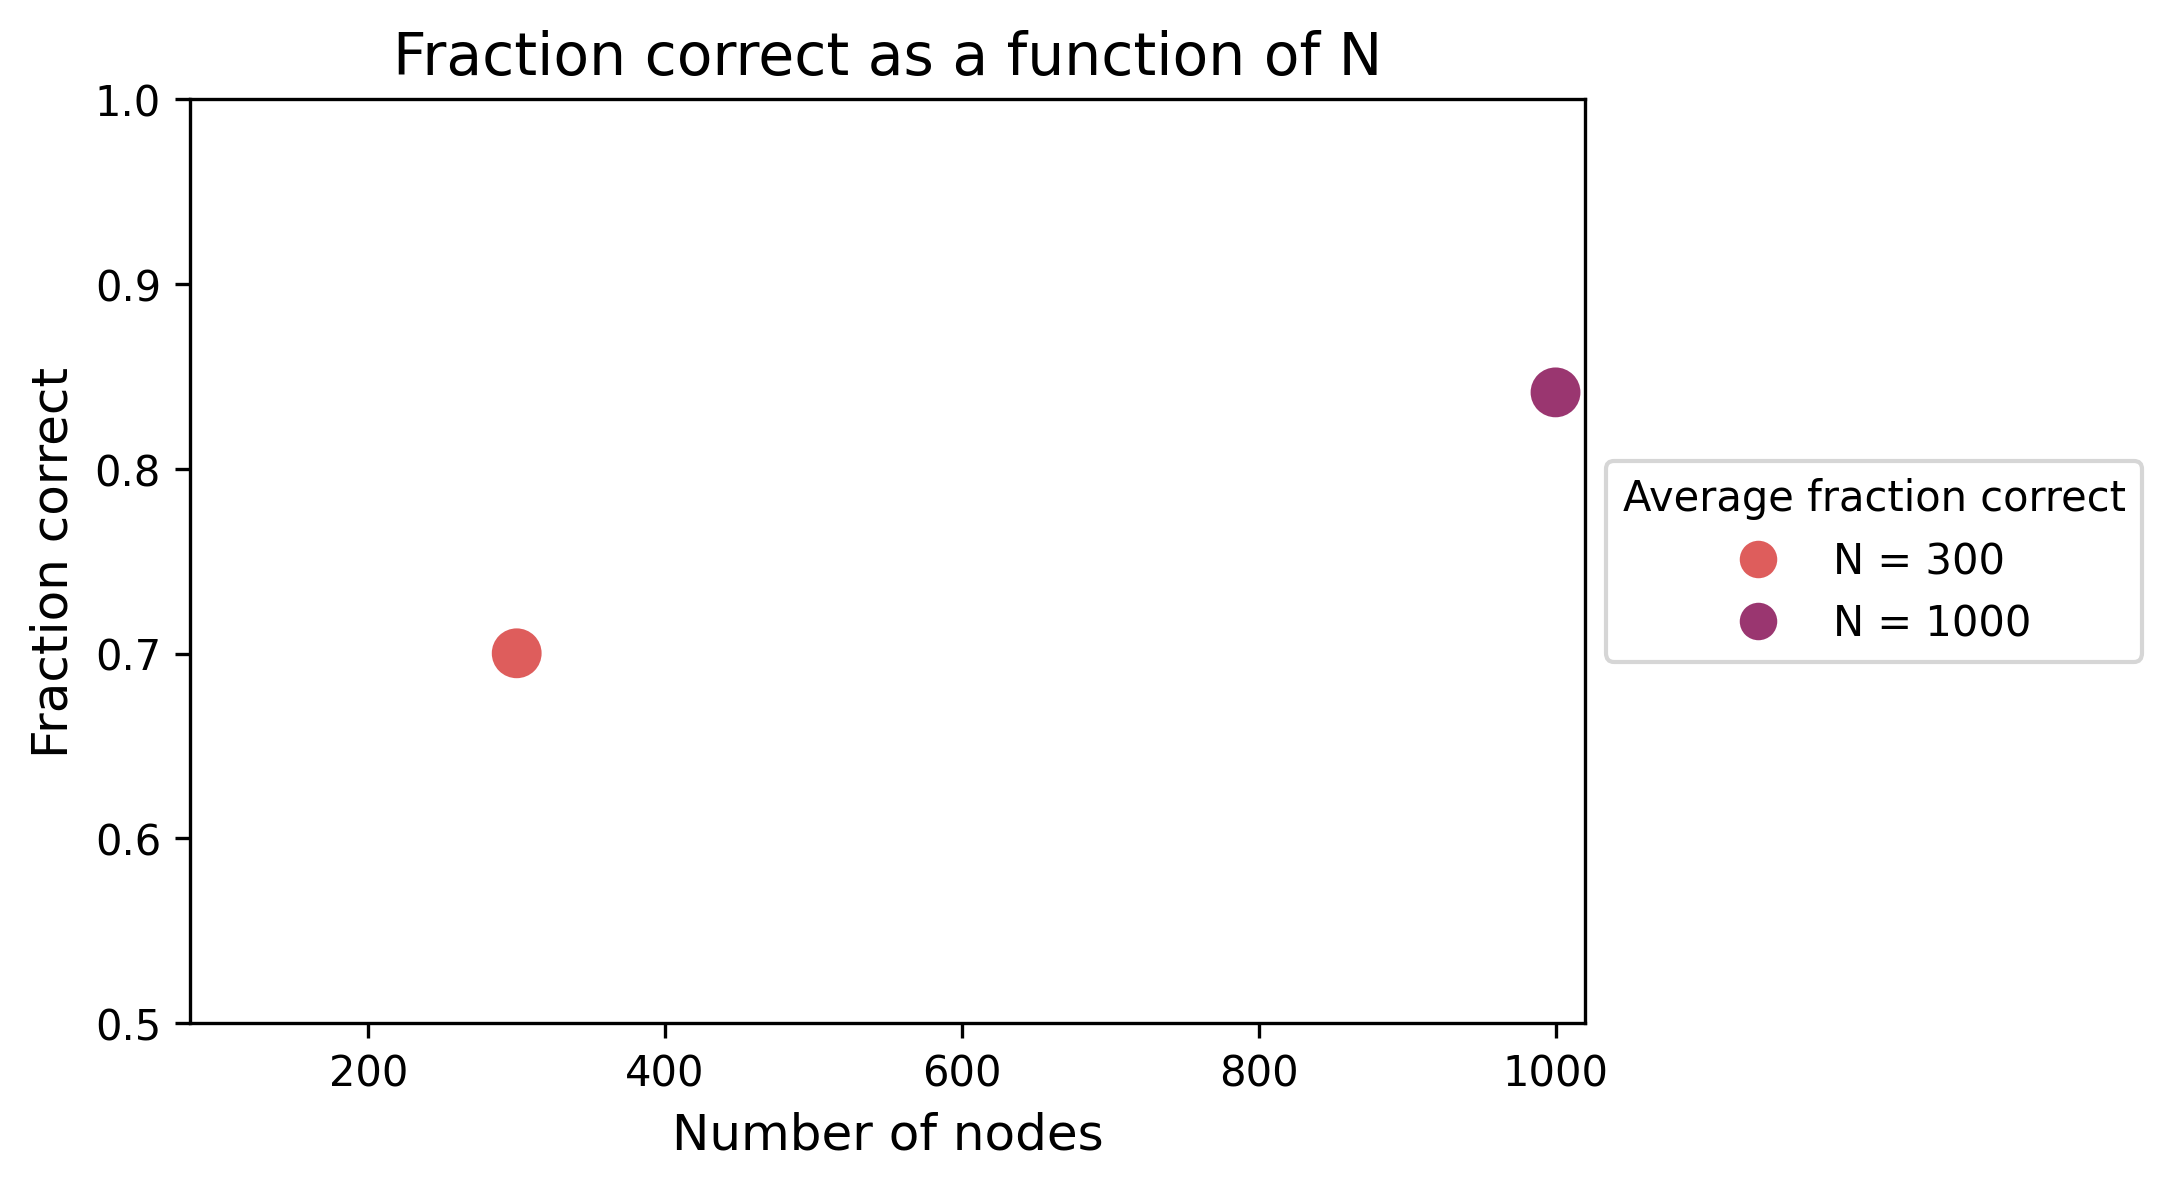 Fraction correct as a function of N
1.0
0.9
0.8
0.7
0.6
0.5
Fraction correct
200 400 600 800 1000
Number of nodes
Average fraction correct
N = 300
N = 1000